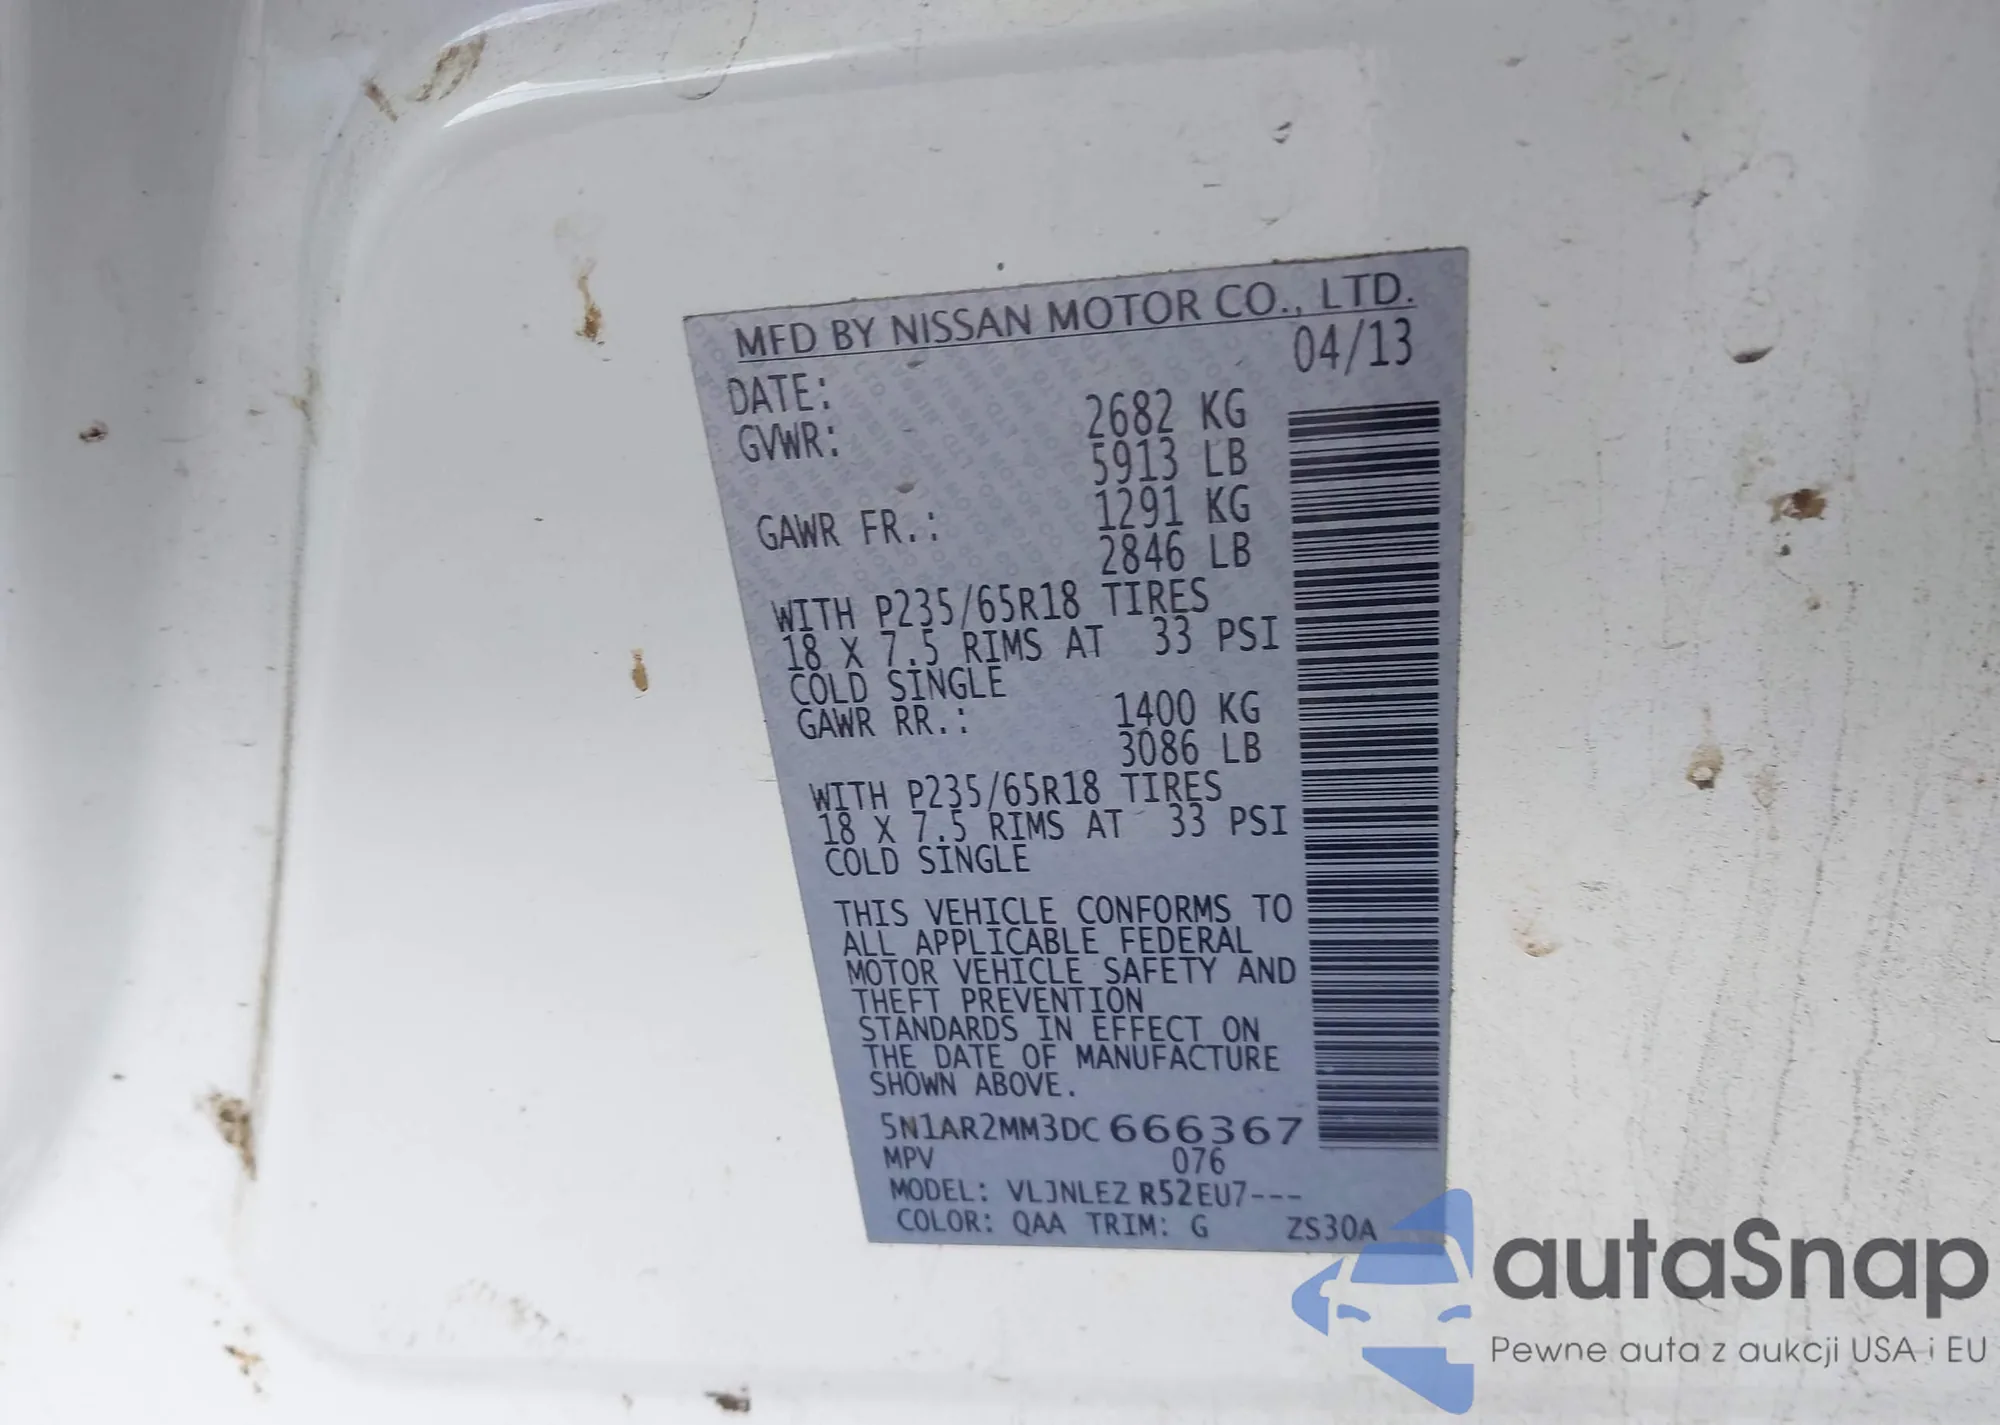 MFD BY NISSAN MOTOR CO., LTD.
DATE: 04/13
GVWR: 2682 KG
5913 LB
GAWR FR.: 1291 KG
2846 LB
WITH P235/65R18 TIRES
18 X 7.5 RIMS AT 33 PSI
COLD SINGLE
GAWR RR.: 1400 KG
3086 LB
WITH P235/65R18 TIRES
18 X 7.5 RIMS AT 33 PSI
COLD SINGLE
THIS VEHICLE CONFORMS TO
ALL APPLICABLE FEDERAL
MOTOR VEHICLE SAFETY AND
THEFT PREVENTION
STANDARDS IN EFFECT ON
THE DATE OF MANUFACTURE
SHOWN ABOVE.
5N1AR2MM3DC666367
MPV 076
MODEL: VLJNLEZ R52EU7---
COLOR: QAA TRIM: G ZS30A
autaSnap
Pewne auta z aukcji USA i EU